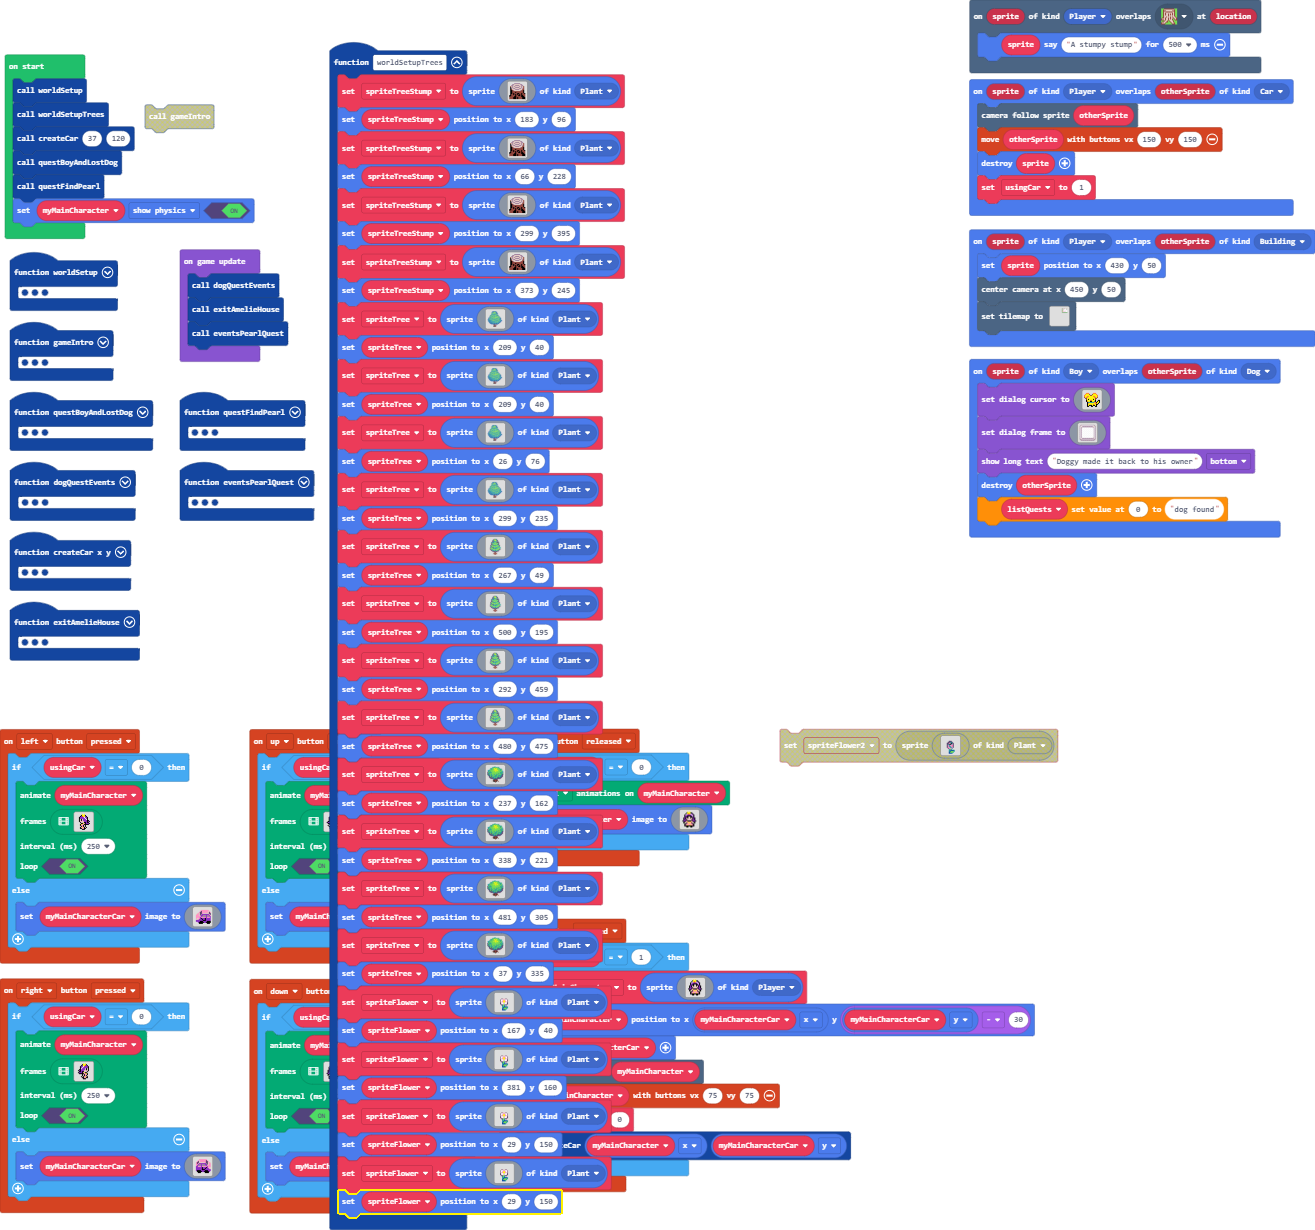 on start
call worldSetup
call worldSetupTrees
call createCar 37 120
call questBoyAndLostDog
call questFindPearl
set myMainCharacter show physics ON
call gameIntro
function worldSetup
function gameIntro
function questBoyAndLostDog
function dogQuestEvents
function createCar x y
function exitAmelieHouse
on game update
call dogQuestEvents
call exitAmelieHouse
call eventsPearlQuest
function questFindPearl
function eventsPearlQuest
on left button pressed
if usingCar = 0 then
animate myMainCharacter
frames
interval (ms) 250
loop ON
else
set myMainCharacterCar image to
on right button pressed
if usingCar = 0 then
animate myMainCharacter
frames
interval (ms) 250
loop ON
else
set myMainCharacterCar image to
on up button
if
animate
frames
interval (ms)
loop ON
else
set
on down
if
animate
frames
interval (ms)
loop ON
else
set
function worldSetupTrees
set spriteTreeStump to sprite of kind Plant
set spriteTreeStump position to x 183 y 96
set spriteTreeStump to sprite of kind Plant
set spriteTreeStump position to x 66 y 228
set spriteTreeStump to sprite of kind Plant
set spriteTreeStump position to x 299 y 395
set spriteTreeStump to sprite of kind Plant
set spriteTreeStump position to x 373 y 245
set spriteTree to sprite of kind Plant
set spriteTree position to x 209 y 40
set spriteTree to sprite of kind Plant
set spriteTree position to x 209 y 40
set spriteTree to sprite of kind Plant
set spriteTree position to x 26 y 76
set spriteTree to sprite of kind Plant
set spriteTree position to x 299 y 235
set spriteTree to sprite of kind Plant
set spriteTree position to x 267 y 49
set spriteTree to sprite of kind Plant
set spriteTree position to x 500 y 195
set spriteTree to sprite of kind Plant
set spriteTree position to x 292 y 459
set spriteTree to sprite of kind Plant
set spriteTree position to x 480 y 475
set spriteTree to sprite of kind Plant
set spriteTree position to x 237 y 162
set spriteTree to sprite of kind Plant
set spriteTree position to x 338 y 221
set spriteTree to sprite of kind Plant
set spriteTree position to x 481 y 305
set spriteTree to sprite of kind Plant
set spriteTree position to x 37 y 335
set spriteFlower to sprite of kind Plant
set spriteFlower position to x 167 y 40
set spriteFlower to sprite of kind Plant
set spriteFlower position to x 381 y 160
set spriteFlower to sprite of kind Plant
set spriteFlower position to x 29 y 150
set spriteFlower to sprite of kind Plant
set spriteFlower position to x 29 y 150
released
= 0 then
animations on myMainCharacter
image to
= 1 then
to sprite of kind Player
position to x myMainCharacterCar x y myMainCharacterCar y - 30
myMainCharacter
with buttons vx 75 vy 75
0
myMainCharacter x myMainCharacterCar y
set spriteFlower2 to sprite of kind Plant
on sprite of kind Player overlaps at location
sprite say "A stumpy stump" for 500 ms
on sprite of kind Player overlaps otherSprite of kind Car
camera follow sprite otherSprite
move otherSprite with buttons vx 150 vy 150
destroy sprite
set usingCar to 1
on sprite of kind Player overlaps otherSprite of kind Building
set sprite position to x 430 y 50
center camera at x 450 y 50
set tilemap to
on sprite of kind Boy overlaps otherSprite of kind Dog
set dialog cursor to
set dialog frame to
show long text "Doggy made it back to his owner" bottom
destroy otherSprite
listQuests set value at 0 to "dog found"